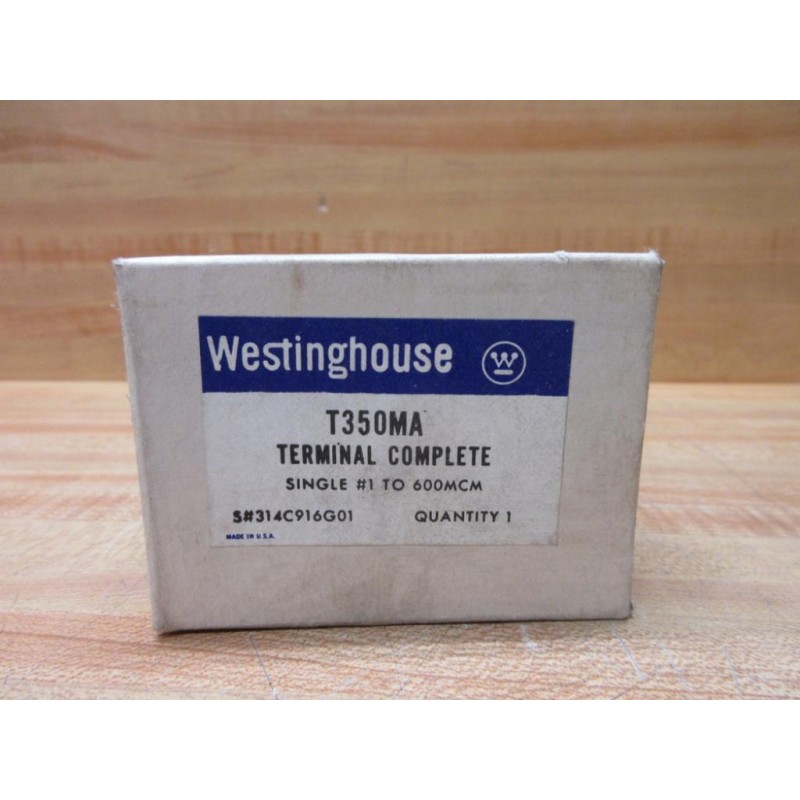 Westinghouse W
T350MA
TERMINAL COMPLETE
SINGLE #1 TO 600MCM
S#314C916G01 QUANTITY 1
MADE IN U.S.A.